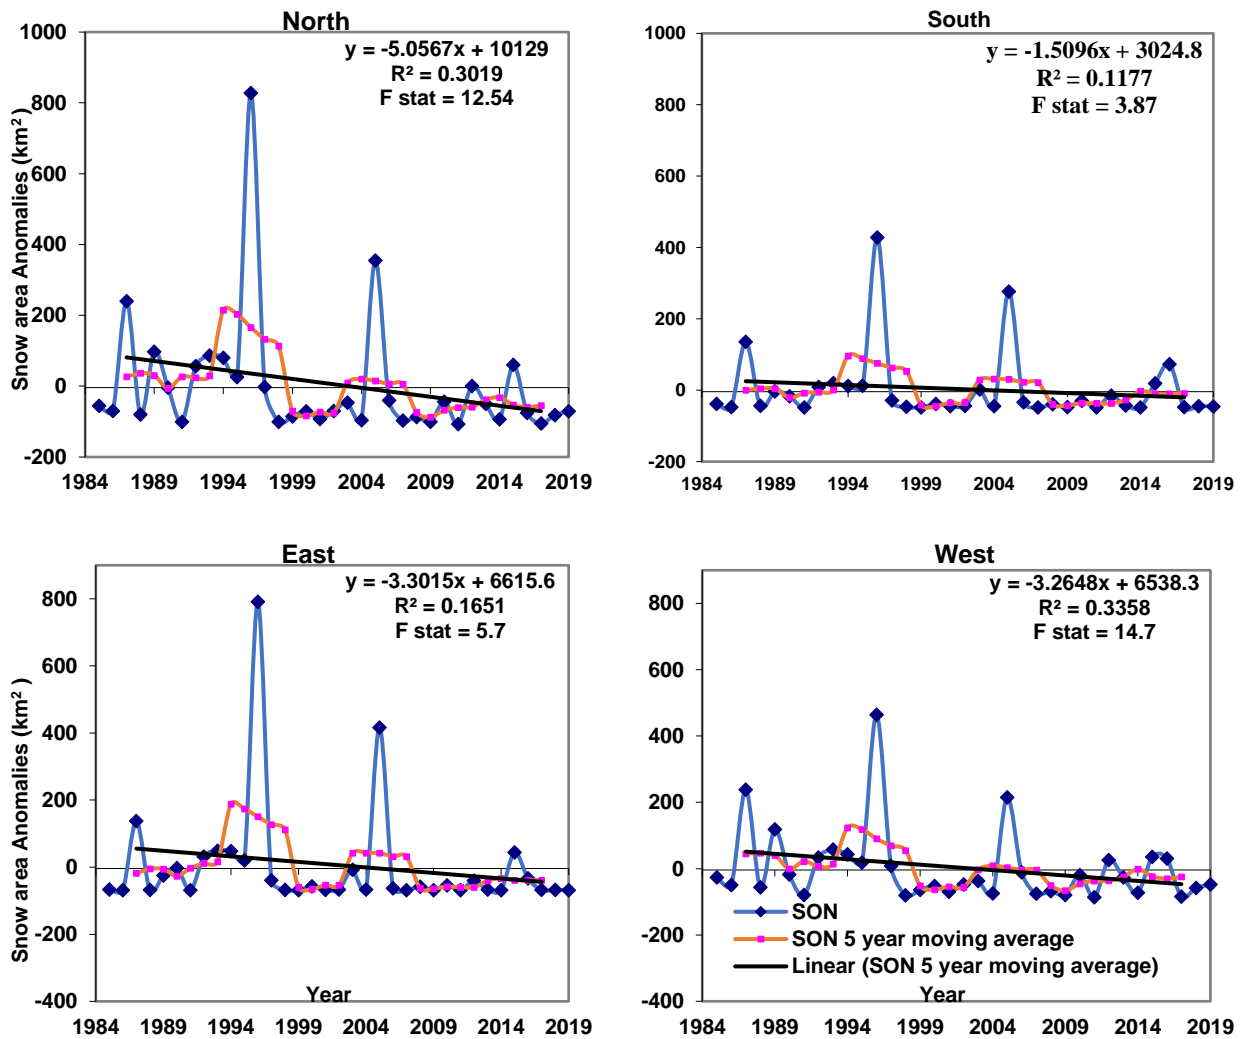 North
y = -5.0567x + 10129
R² = 0.3019
F stat = 12.54
Snow area Anomalies (km²)
1000
800
600
400
200
0
-200
1984 1989 1994 1999 2004 2009 2014 2019
South
y = -1.5096x + 3024.8
R² = 0.1177
F stat = 3.87
1000
800
600
400
200
0
-200
1984 1989 1994 1999 2004 2009 2014 2019
East
y = -3.3015x + 6615.6
R² = 0.1651
F stat = 5.7
Snow area Anomalies (km²)
800
600
400
200
0
-200
-400
Year
1984 1989 1994 1999 2004 2009 2014 2019
West
y = -3.2648x + 6538.3
R² = 0.3358
F stat = 14.7
800
600
400
200
0
-200
-400
SON
SON 5 year moving average
Linear (SON 5 year moving average)
Year
1984 1989 1994 1999 2004 2009 2014 2019